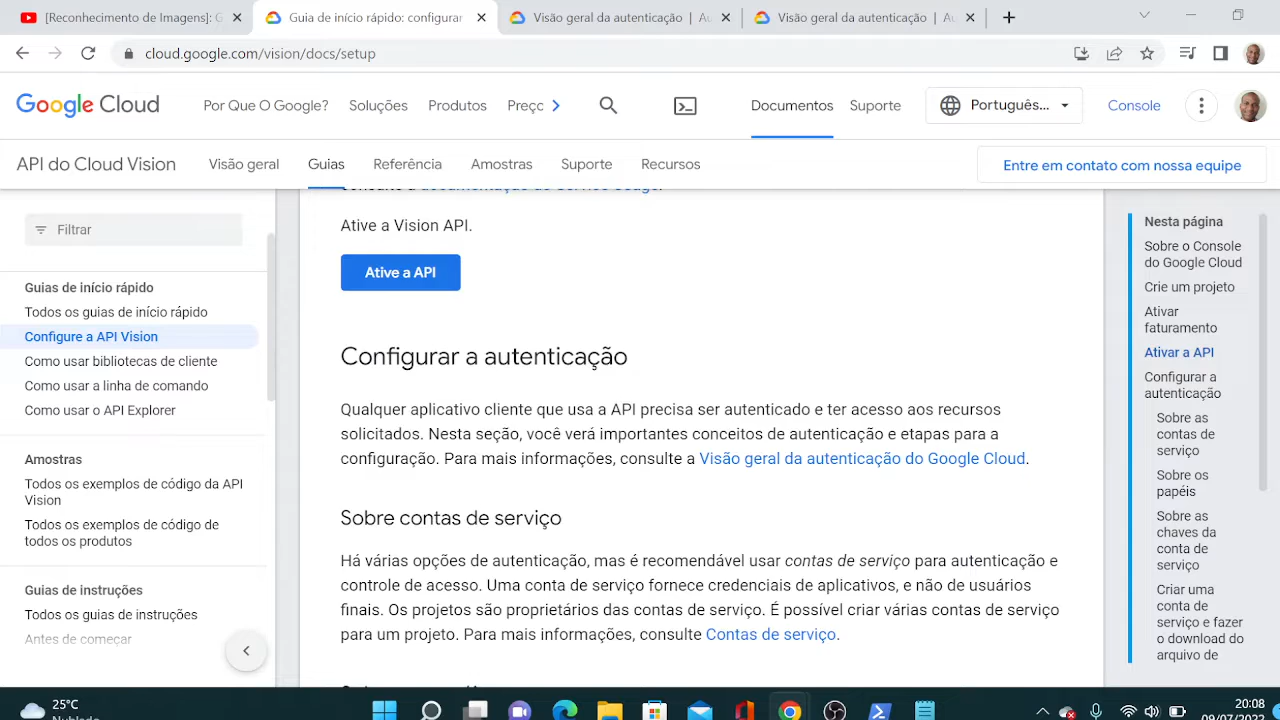 [Reconhecimento de Imagens]: G
Guia de início rápido: configurar
Visão geral da autenticação | Au
Visão geral da autenticação | Au
cloud.google.com/vision/docs/setup
Google Cloud
Por Que O Google?
Soluções
Produtos
Preço
Documentos
Suporte
Português...
Console
API do Cloud Vision
Visão geral
Guias
Referência
Amostras
Suporte
Recursos
Entre em contato com nossa equipe
Filtrar
Guias de início rápido
Todos os guias de início rápido
Configure a API Vision
Como usar bibliotecas de cliente
Como usar a linha de comando
Como usar o API Explorer
Amostras
Todos os exemplos de código da API
Vision
Todos os exemplos de código de
todos os produtos
Guias de instruções
Todos os guias de instruções
Antes de começar
Ative a Vision API.
Ative a API
Configurar a autenticação
Qualquer aplicativo cliente que usa a API precisa ser autenticado e ter acesso aos recursos
solicitados. Nesta seção, você verá importantes conceitos de autenticação e etapas para a
configuração. Para mais informações, consulte a Visão geral da autenticação do Google Cloud.
Sobre contas de serviço
Há várias opções de autenticação, mas é recomendável usar contas de serviço para autenticação e
controle de acesso. Uma conta de serviço fornece credenciais de aplicativos, e não de usuários
finais. Os projetos são proprietários das contas de serviço. É possível criar várias contas de serviço
para um projeto. Para mais informações, consulte Contas de serviço.
Nesta página
Sobre o Console
do Google Cloud
Crie um projeto
Ativar
faturamento
Ativar a API
Configurar a
autenticação
Sobre as
contas de
serviço
Sobre os
papéis
Sobre as
chaves da
conta de
serviço
Criar uma
conta de
serviço e fazer
o download do
arquivo de
25°C
Nublado
20:08